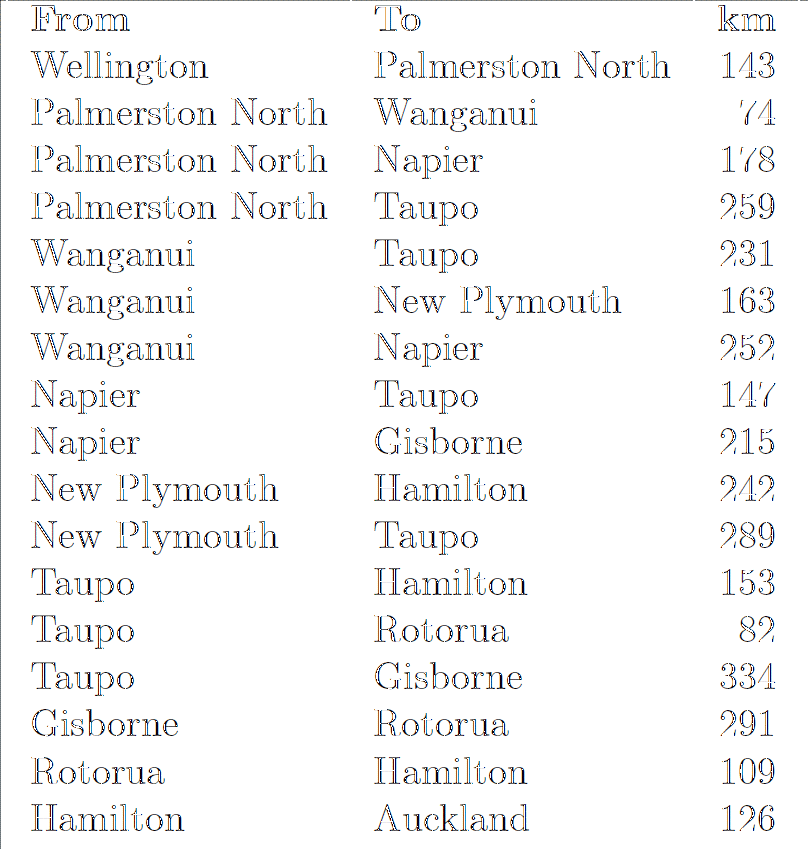 From To km
Wellington Palmerston North 143
Palmerston North Wanganui 74
Palmerston North Napier 178
Palmerston North Taupo 259
Wanganui Taupo 231
Wanganui New Plymouth 163
Wanganui Napier 252
Napier Taupo 147
Napier Gisborne 215
New Plymouth Hamilton 242
New Plymouth Taupo 289
Taupo Hamilton 153
Taupo Rotorua 82
Taupo Gisborne 334
Gisborne Rotorua 291
Rotorua Hamilton 109
Hamilton Auckland 126